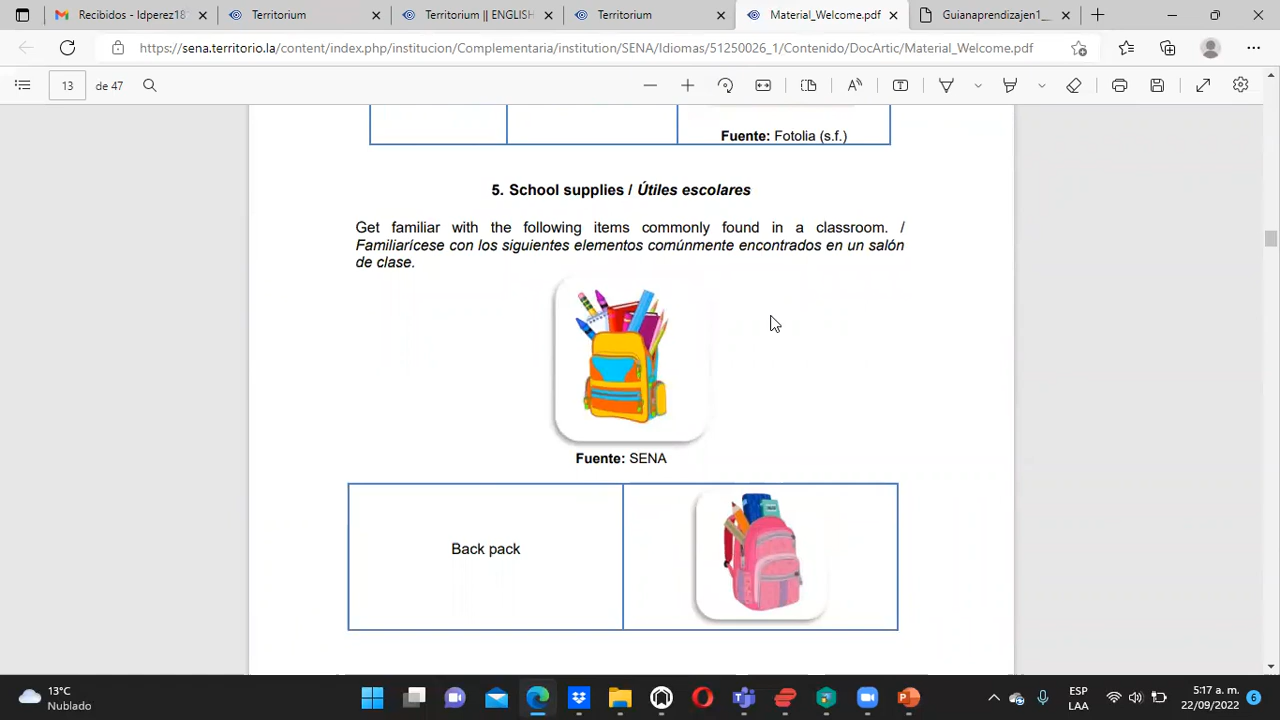 Recibidos - ldperez18
Territorium
Territorium || ENGLISH
Territorium
Material_Welcome.pdf
Guianaprendizajen1_
https://sena.territorio.la/content/index.php/institucion/Complementaria/institution/SENA/Idiomas/51250026_1/Contenido/DocArtic/Material_Welcome.pdf
13 de 47
Fuente: Fotolia (s.f.)
5. School supplies / Útiles escolares
Get familiar with the following items commonly found in a classroom. /
Familiarícese con los siguientes elementos comúnmente encontrados en un salón
de clase.
Fuente: SENA
Back pack
13°C
Nublado
ESP
LAA
5:17 a. m.
22/09/2022
6